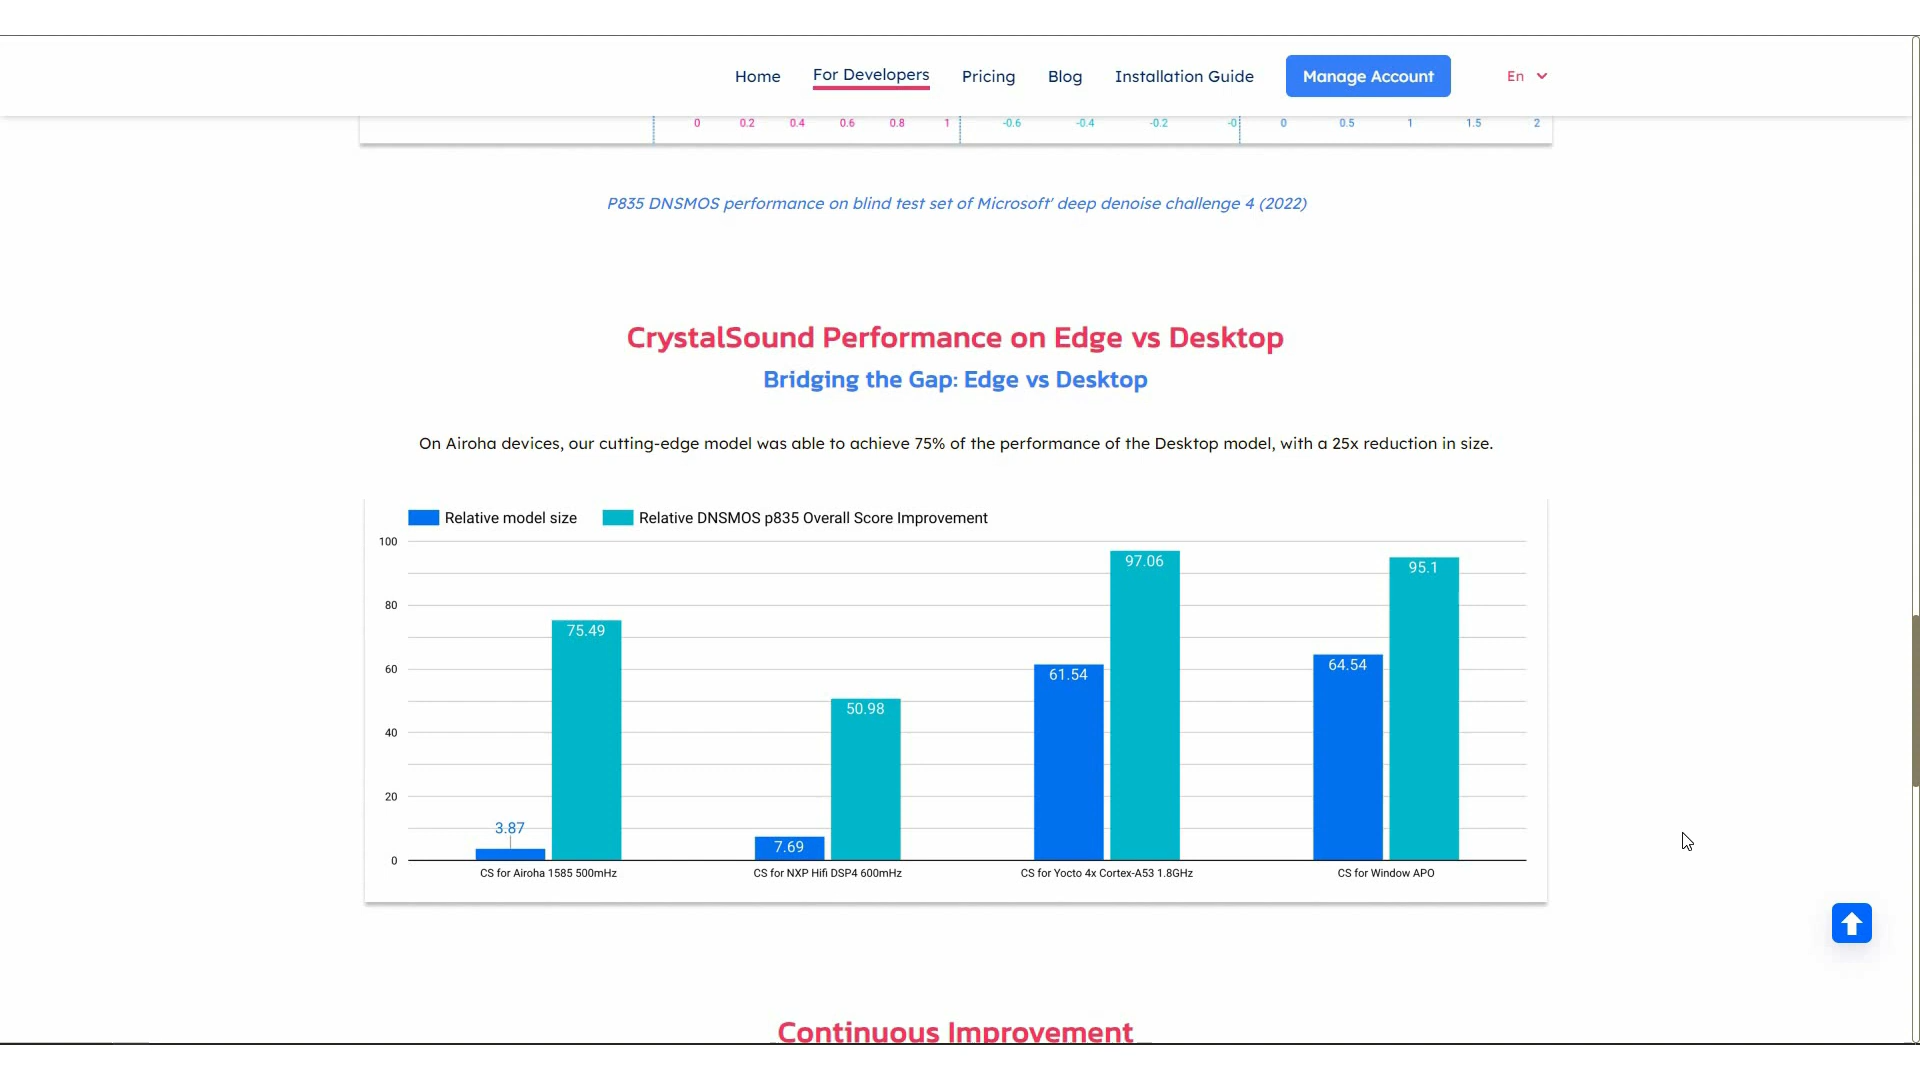 Home For Developers Pricing Blog Installation Guide Manage Account En
0 0.2 0.4 0.6 0.8 1 -0.6 -0.4 -0.2 -0 0 0.5 1 1.5 2
P835 DNSMOS performance on blind test set of Microsoft' deep denoise challenge 4 (2022)
CrystalSound Performance on Edge vs Desktop
Bridging the Gap: Edge vs Desktop
On Airoha devices, our cutting-edge model was able to achieve 75% of the performance of the Desktop model, with a 25x reduction in size.
Relative model size Relative DNSMOS p835 Overall Score Improvement
100
97.06
95.1
80
75.49
60
61.54
64.54
50.98
40
20
3.87
7.69
0
CS for Airoha 1585 500mHz CS for NXP Hifi DSP4 600mHz CS for Yocto 4x Cortex-A53 1.8GHz CS for Window APO
Continuous Improvement